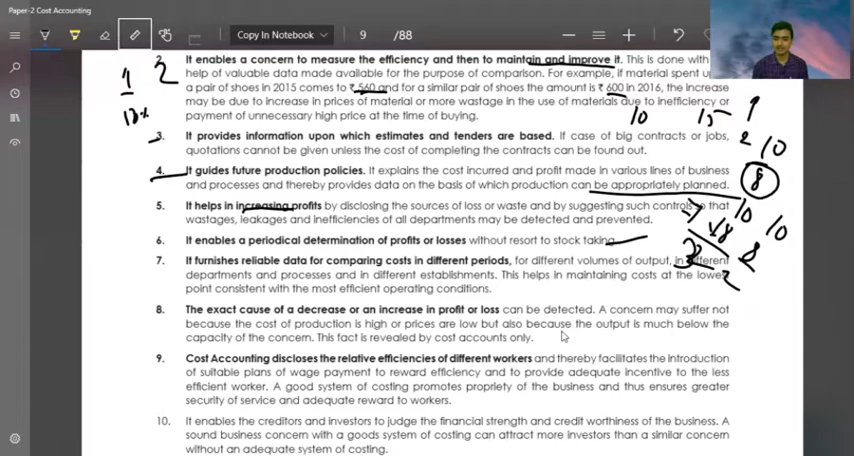 Paper-2 Cost Accounting
Copy In Notebook
9 /88
2. It enables a concern to measure the efficiency and then to maintain and improve it. This is done with
help of valuable data made available for the purpose of comparison. For example, if material spent
a pair of shoes in 2015 comes to ₹ 560 and for a similar pair of shoes the amount is ₹ 600 in 2016, the increase
may be due to increase in prices of material or more wastage in the use of materials due to inefficiency or
payment of unnecessary high price at the time of buying.
1 2
10 15 1
2 10
3. It provides information upon which estimates and tenders are based. If case of big contracts or jobs,
quotations cannot be given unless the cost of completing the contracts can be found out.
4. It guides future production policies. It explains the cost incurred and profit made in various lines of business
and processes and thereby provides data on the basis of which production can be appropriately planned.
8
5. It helps in increasing profits by disclosing the sources of loss or waste and by suggesting such controls so that
wastages, leakages and inefficiencies of all departments may be detected and prevented.
10
10
6. It enables a periodical determination of profits or losses without resort to stock taking.
8
7. It furnishes reliable data for comparing costs in different periods, for different volumes of output, in different
departments and processes and in different establishments. This helps in maintaining costs at the lowest
point consistent with the most efficient operating conditions.
2
8. The exact cause of a decrease or an increase in profit or loss can be detected. A concern may suffer not
because the cost of production is high or prices are low but also because the output is much below the
capacity of the concern. This fact is revealed by cost accounts only.
9. Cost Accounting discloses the relative efficiencies of different workers and thereby facilitates the introduction
of suitable plans of wage payment to reward efficiency and to provide adequate incentive to the less
efficient worker. A good system of costing promotes propriety of the business and thus ensures greater
security of service and adequate reward to workers.
10. It enables the creditors and investors to judge the financial strength and credit worthiness of the business. A
sound business concern with a goods system of costing can attract more investors than a similar concern
without an adequate system of costing.